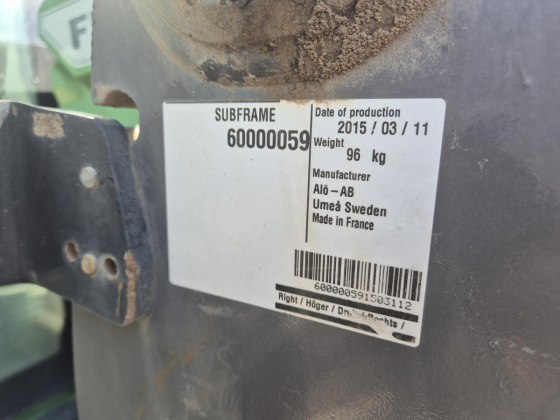 F
SUBFRAME
60000059
Date of production
2015 / 03 / 11
Weight
96 kg
Manufacturer
Alö-AB
Umeå Sweden
Made in France
600000591503112
Right / Höger / Rechts /